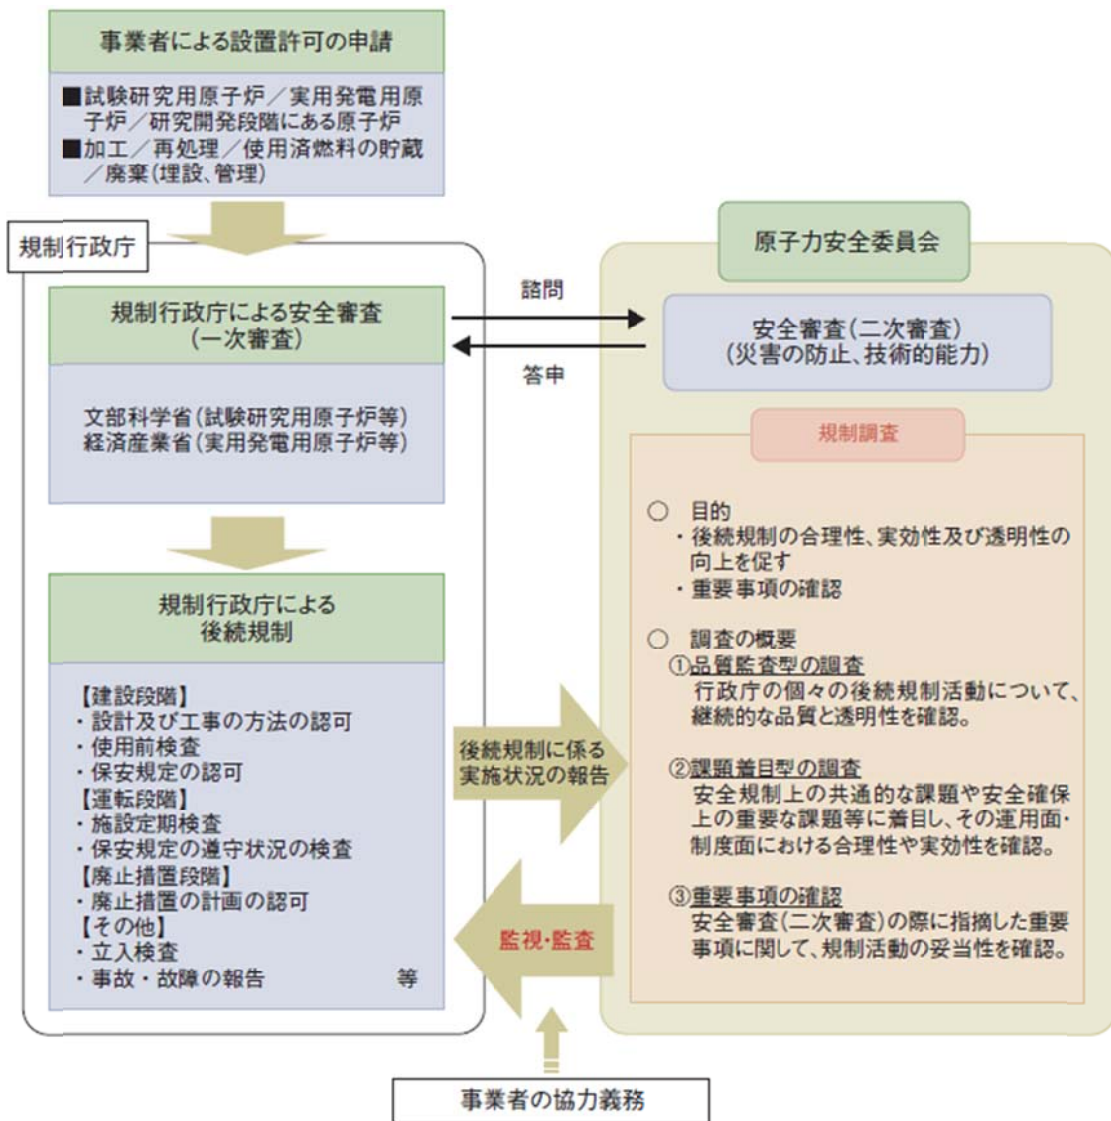 事業者による設置許可の申請
■試験研究用原子炉／実用発電用原
子炉／研究開発段階にある原子炉
■加工／再処理／使用済燃料の貯蔵
／廃棄(埋設、管理)
規制行政庁
規制行政庁による安全審査
(一次審査)
文部科学省(試験研究用原子炉等)
経済産業省(実用発電用原子炉等)
規制行政庁による
後続規制
【建設段階】
・設計及び工事の方法の認可
・使用前検査
・保安規定の認可
【運転段階】
・施設定期検査
・保安規定の遵守状況の検査
【廃止措置段階】
・廃止措置の計画の認可
【その他】
・立入検査
・事故・故障の報告 等
諮問
答申
後続規制に係る
実施状況の報告
監視・監査
事業者の協力義務
原子力安全委員会
安全審査(二次審査)
(災害の防止、技術的能力)
規制調査
○ 目的
・後続規制の合理性、実効性及び透明性の
向上を促す
・重要事項の確認
○ 調査の概要
①品質監査型の調査
行政庁の個々の後続規制活動について、
継続的な品質と透明性を確認。
②課題着目型の調査
安全規制上の共通的な課題や安全確保
上の重要な課題等に着目し、その運用面・
制度面における合理性や実効性を確認。
③重要事項の確認
安全審査(二次審査)の際に指摘した重要
事項に関して、規制活動の妥当性を確認。